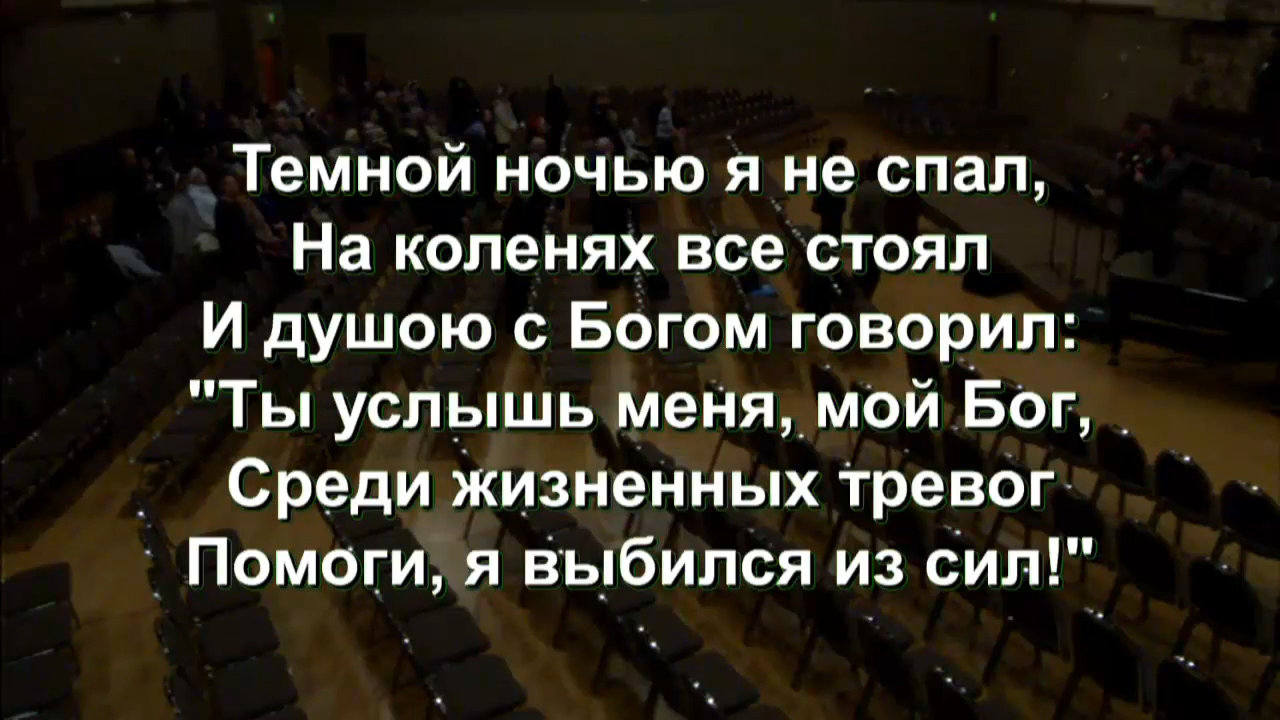 Темной ночью я не спал,
На коленях все стоял
И душою с Богом говорил:
"Ты услышь меня, мой Бог,
Среди жизненных тревог
Помоги, я выбился из сил!"